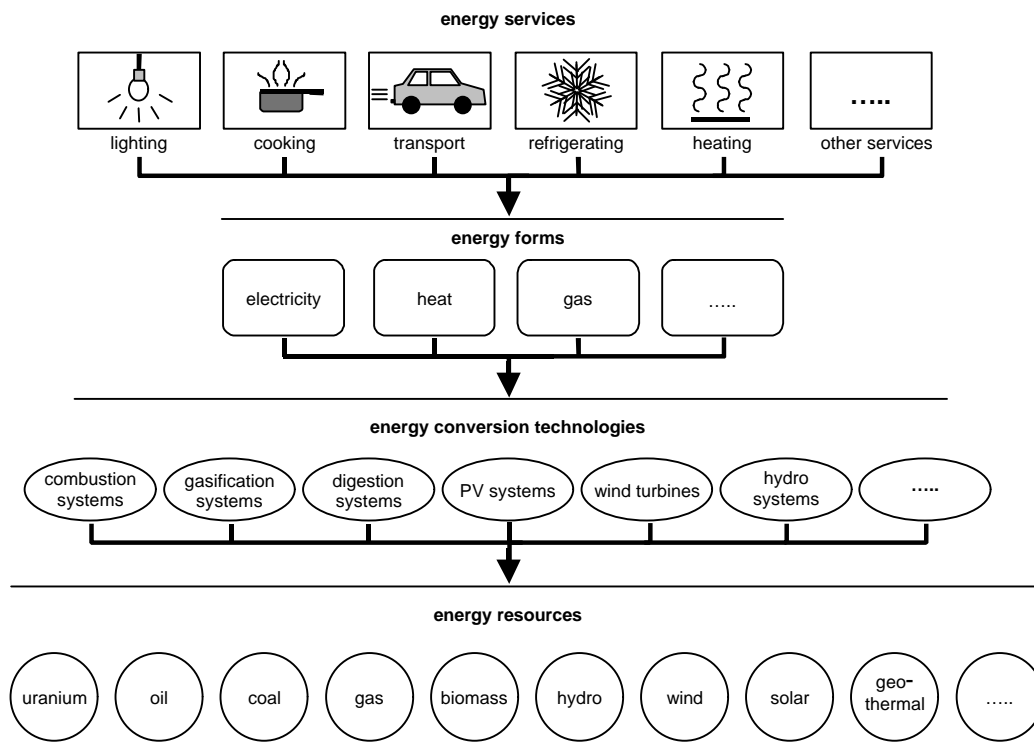 energy services
.....
lighting
cooking
transport
refrigerating
heating
other services
energy forms
electricity
heat
gas
.....
energy conversion technologies
combustion
systems
gasification
systems
digestion
systems
PV systems
wind turbines
hydro
systems
.....
energy resources
uranium
oil
coal
gas
biomass
hydro
wind
solar
geo-
thermal
.....